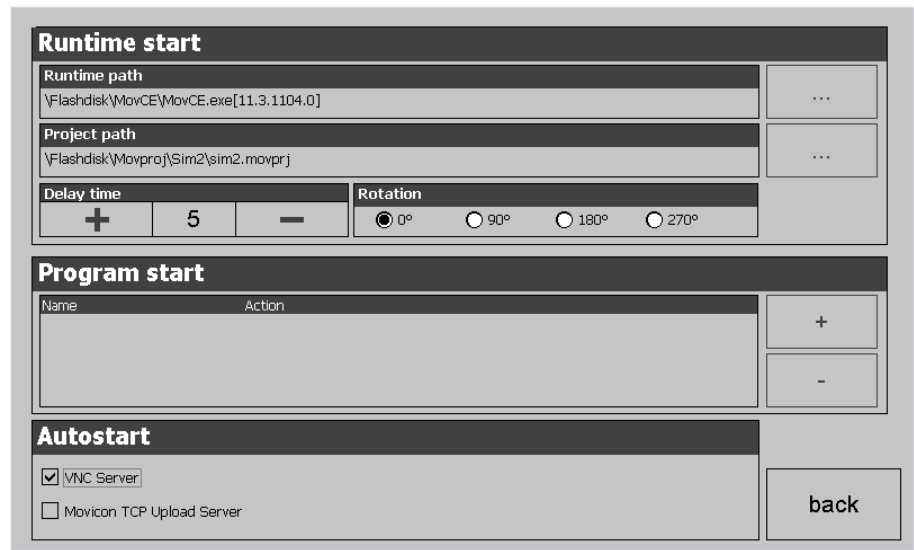 Runtime start
Runtime path
\Flashdisk\MovCE\MovCE.exe[11.3.1104.0]
...
Project path
\Flashdisk\Movproj\Sim2\sim2.movprj
...
Delay time
Rotation
+ 5 −
0° 90° 180° 270°
Program start
Name Action
+
-
Autostart
VNC Server
Movicon TCP Upload Server
back